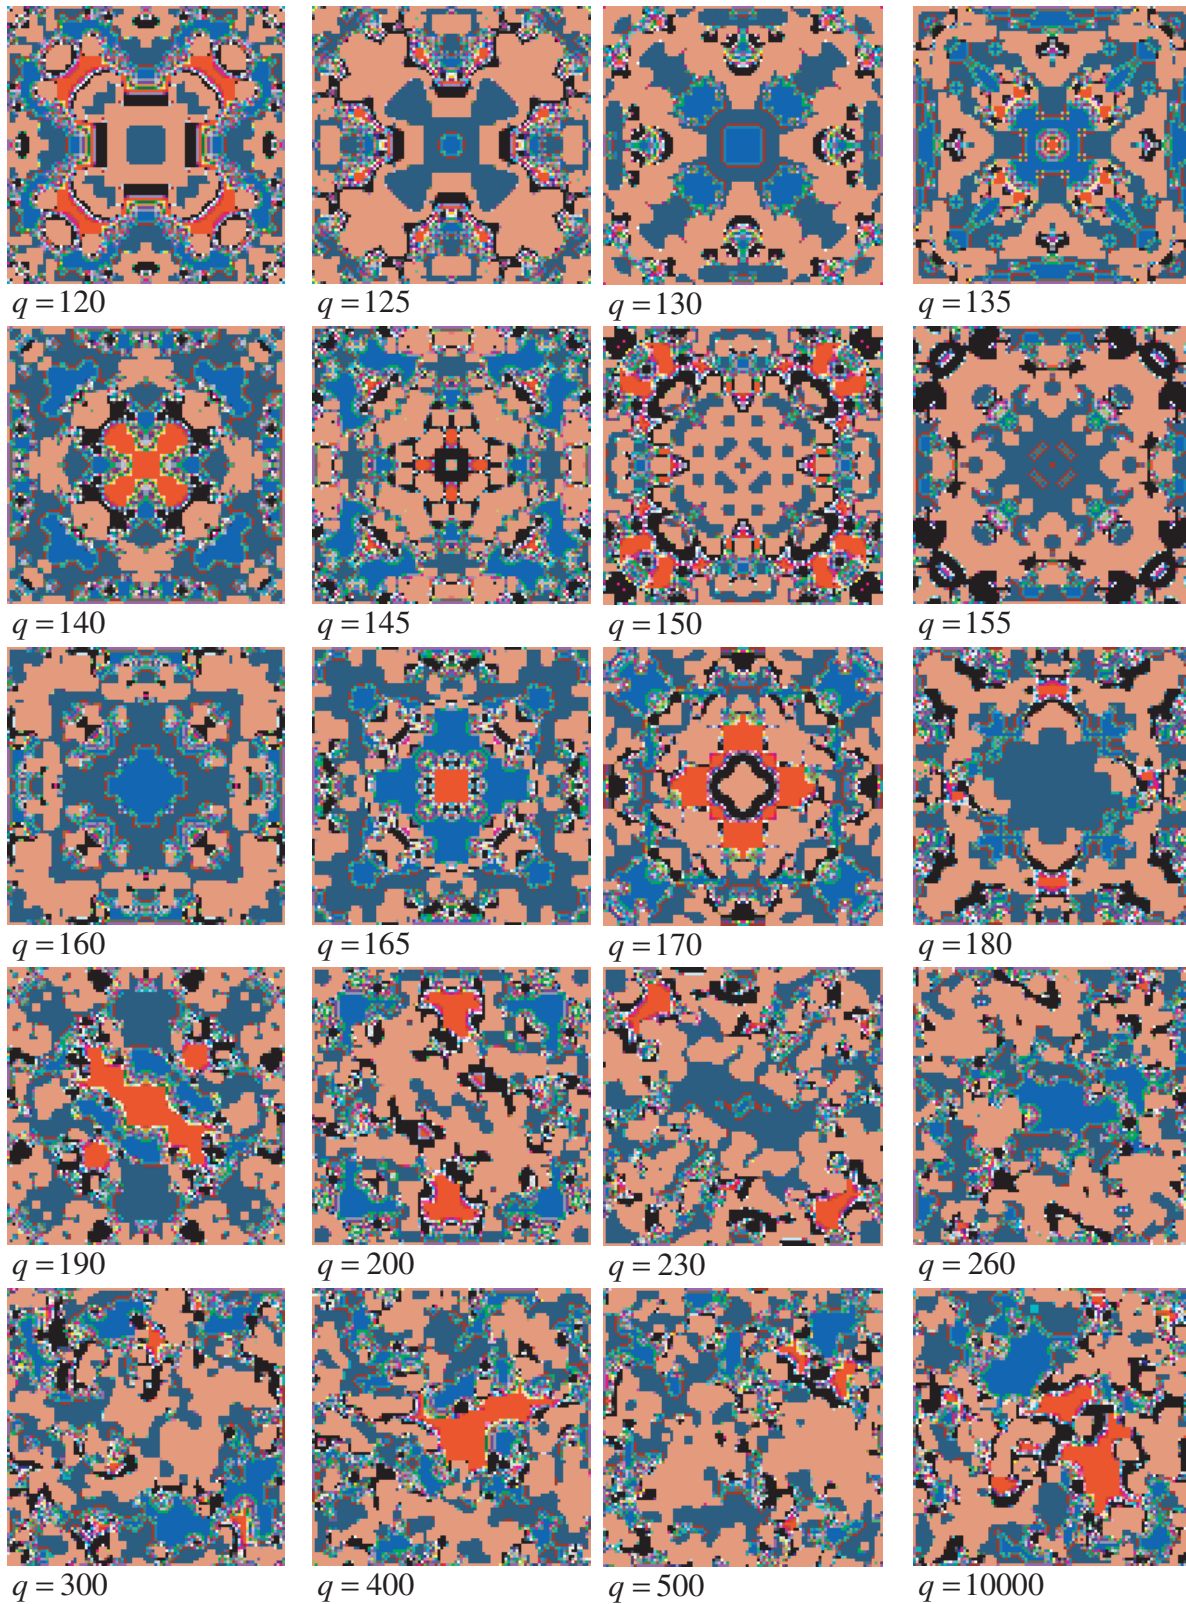 q = 120 q = 125 q = 130 q = 135
q = 140 q = 145 q = 150 q = 155
q = 160 q = 165 q = 170 q = 180
q = 190 q = 200 q = 230 q = 260
q = 300 q = 400 q = 500 q = 10000